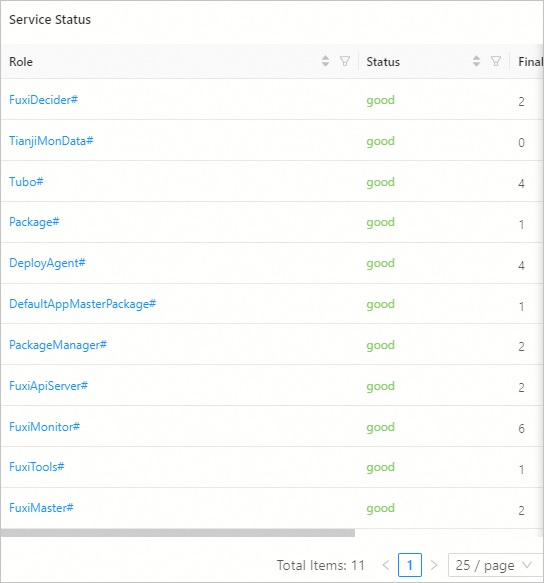 Service Status
Role Status Final
FuxiDecider# good 2
TianjiMonData# good 0
Tubo# good 4
Package# good 1
DeployAgent# good 4
DefaultAppMasterPackage# good 1
PackageManager# good 2
FuxiApiServer# good 2
FuxiMonitor# good 6
FuxiTools# good 1
FuxiMaster# good 2
Total Items: 11 < 1 > 25 / page